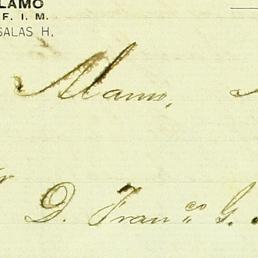 LAMO
F. I. M.
SALAS H.
Alamo,
D. Fran.co G.